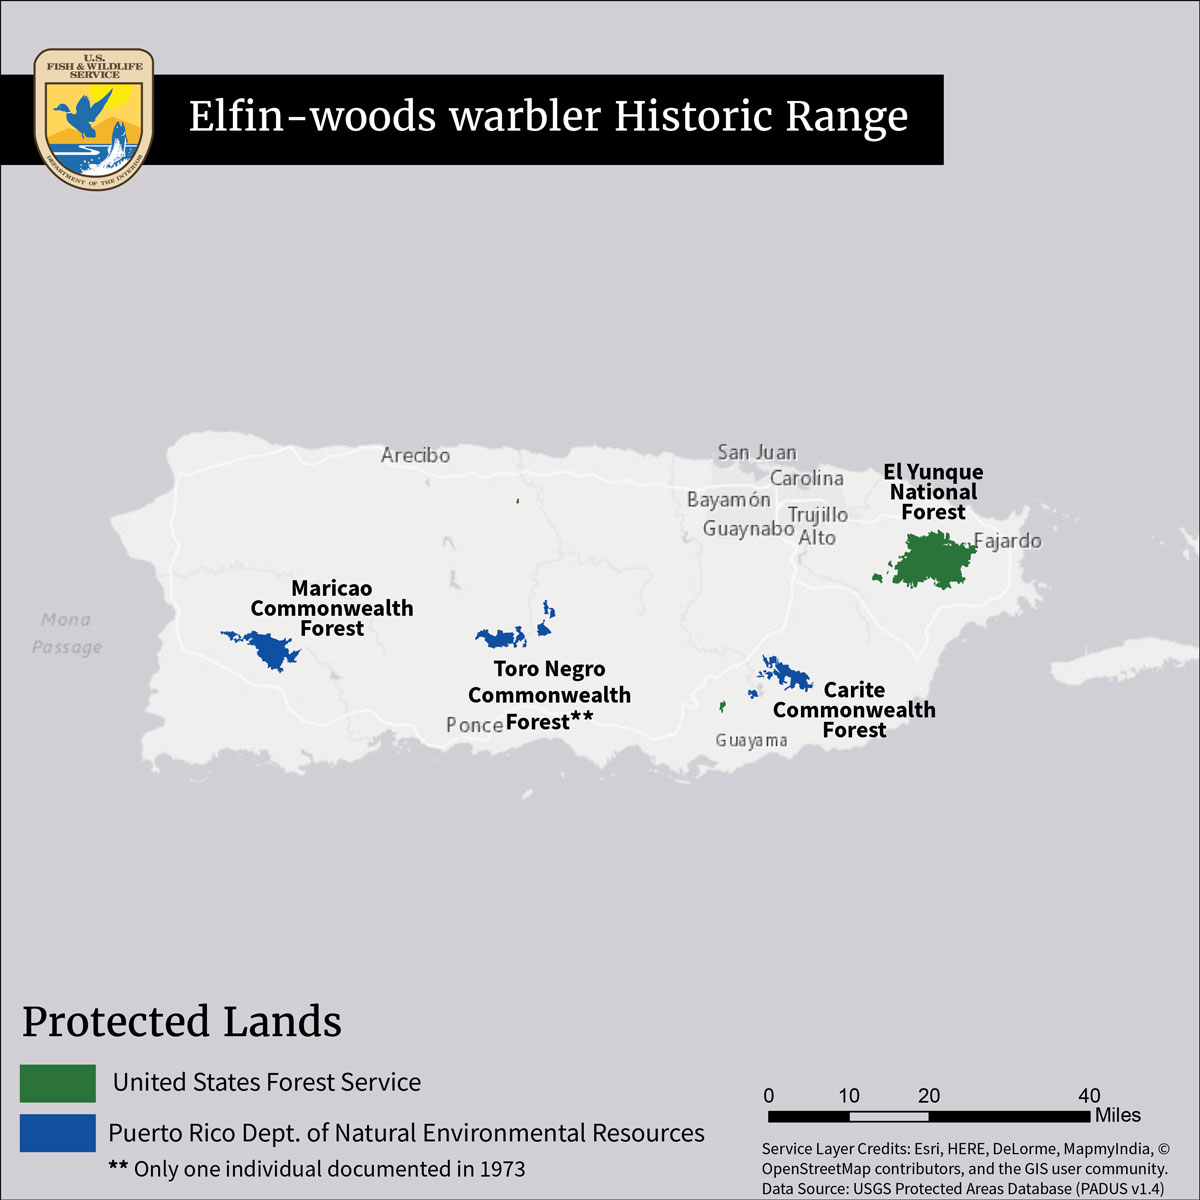 U.S.
FISH & WILDLIFE
SERVICE
DEPARTMENT OF THE INTERIOR
Elfin-woods warbler Historic Range
Arecibo
San Juan
Carolina
Bayamón
Trujillo
Alto
Guaynabo
El Yunque
National
Forest
Fajardo
Maricao
Commonwealth
Forest
Mona
Passage
Toro Negro
Commonwealth
Forest**
Ponce
Carite
Commonwealth
Forest
Guayama
Protected Lands
United States Forest Service
Puerto Rico Dept. of Natural Environmental Resources
** Only one individual documented in 1973
0 10 20 40
Miles
Service Layer Credits: Esri, HERE, DeLorme, MapmyIndia, ©
OpenStreetMap contributors, and the GIS user community.
Data Source: USGS Protected Areas Database (PADUS v1.4)